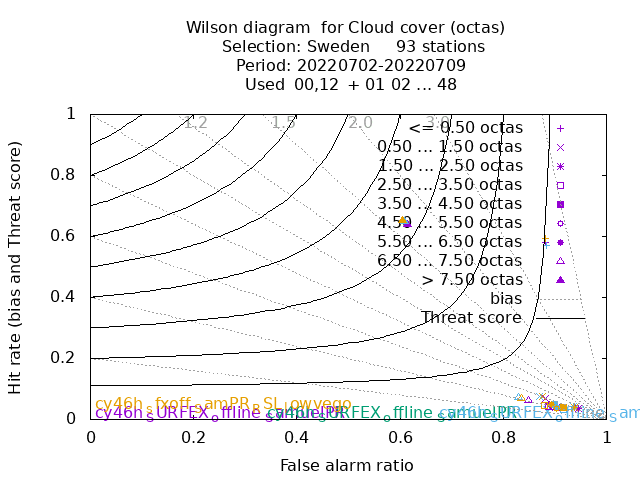 Wilson diagram  for Cloud cover (octas)
Selection: Sweden     93 stations
Period: 20220702-20220709
Used  00,12  + 01 02 ... 48
Hit rate (bias and Threat score)
1
0.8
0.6
0.4
0.2
0
1.2 1.5 2.0 3.0
<= 0.50 octas
0.50 ... 1.50 octas
1.50 ... 2.50 octas
2.50 ... 3.50 octas
3.50 ... 4.50 octas
4.50 ... 5.50 octas
5.50 ... 6.50 octas
6.50 ... 7.50 octas
> 7.50 octas
bias
Threat score
0 0.2 0.4 0.6 0.8 1
False alarm ratio